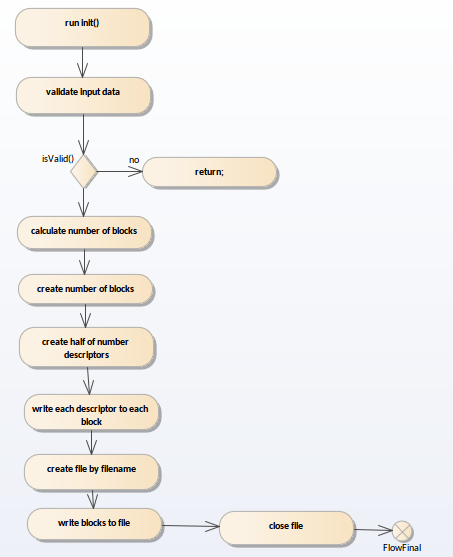 run init()
validate input data
isValid()
no
return;
calculate number of blocks
create number of blocks
create half of number
descriptors
write each descriptor to each
block
create file by filename
write blocks to file
close file
FlowFinal